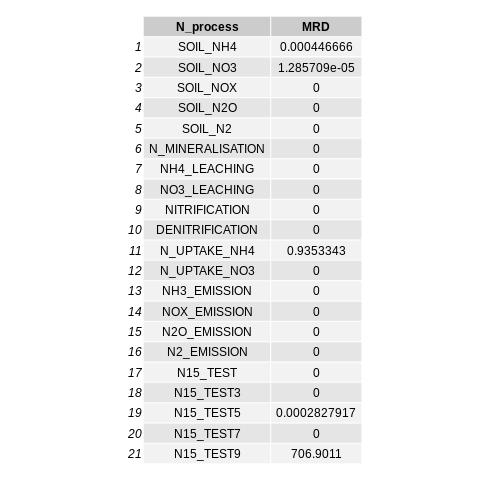 N_process MRD
1 SOIL_NH4 0.000446666
2 SOIL_NO3 1.285709e-05
3 SOIL_NOX 0
4 SOIL_N2O 0
5 SOIL_N2 0
6 N_MINERALISATION 0
7 NH4_LEACHING 0
8 NO3_LEACHING 0
9 NITRIFICATION 0
10 DENITRIFICATION 0
11 N_UPTAKE_NH4 0.9353343
12 N_UPTAKE_NO3 0
13 NH3_EMISSION 0
14 NOX_EMISSION 0
15 N2O_EMISSION 0
16 N2_EMISSION 0
17 N15_TEST 0
18 N15_TEST3 0
19 N15_TEST5 0.0002827917
20 N15_TEST7 0
21 N15_TEST9 706.9011